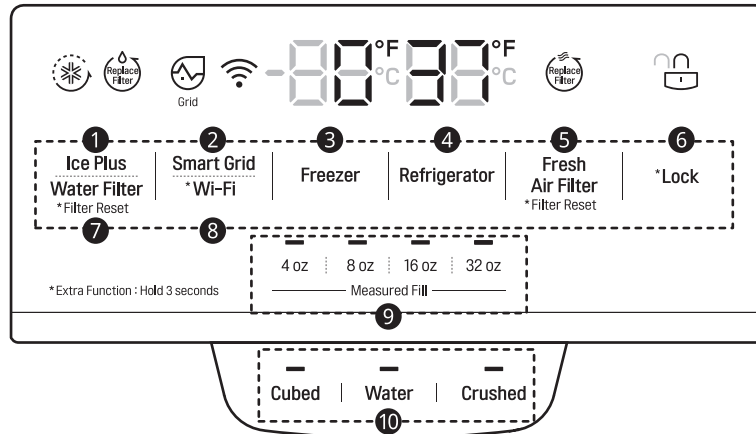 Replace Filter
Grid
0 °F °C
37 °F °C
Replace Filter
1 2 3 4 5 6
Ice Plus
Water Filter
*Filter Reset
Smart Grid
*Wi-Fi
Freezer
Refrigerator
Fresh
Air Filter
*Filter Reset
*Lock
7 8
4 oz 8 oz 16 oz 32 oz
*Extra Function : Hold 3 seconds
Measured Fill
9
Cubed Water Crushed
10